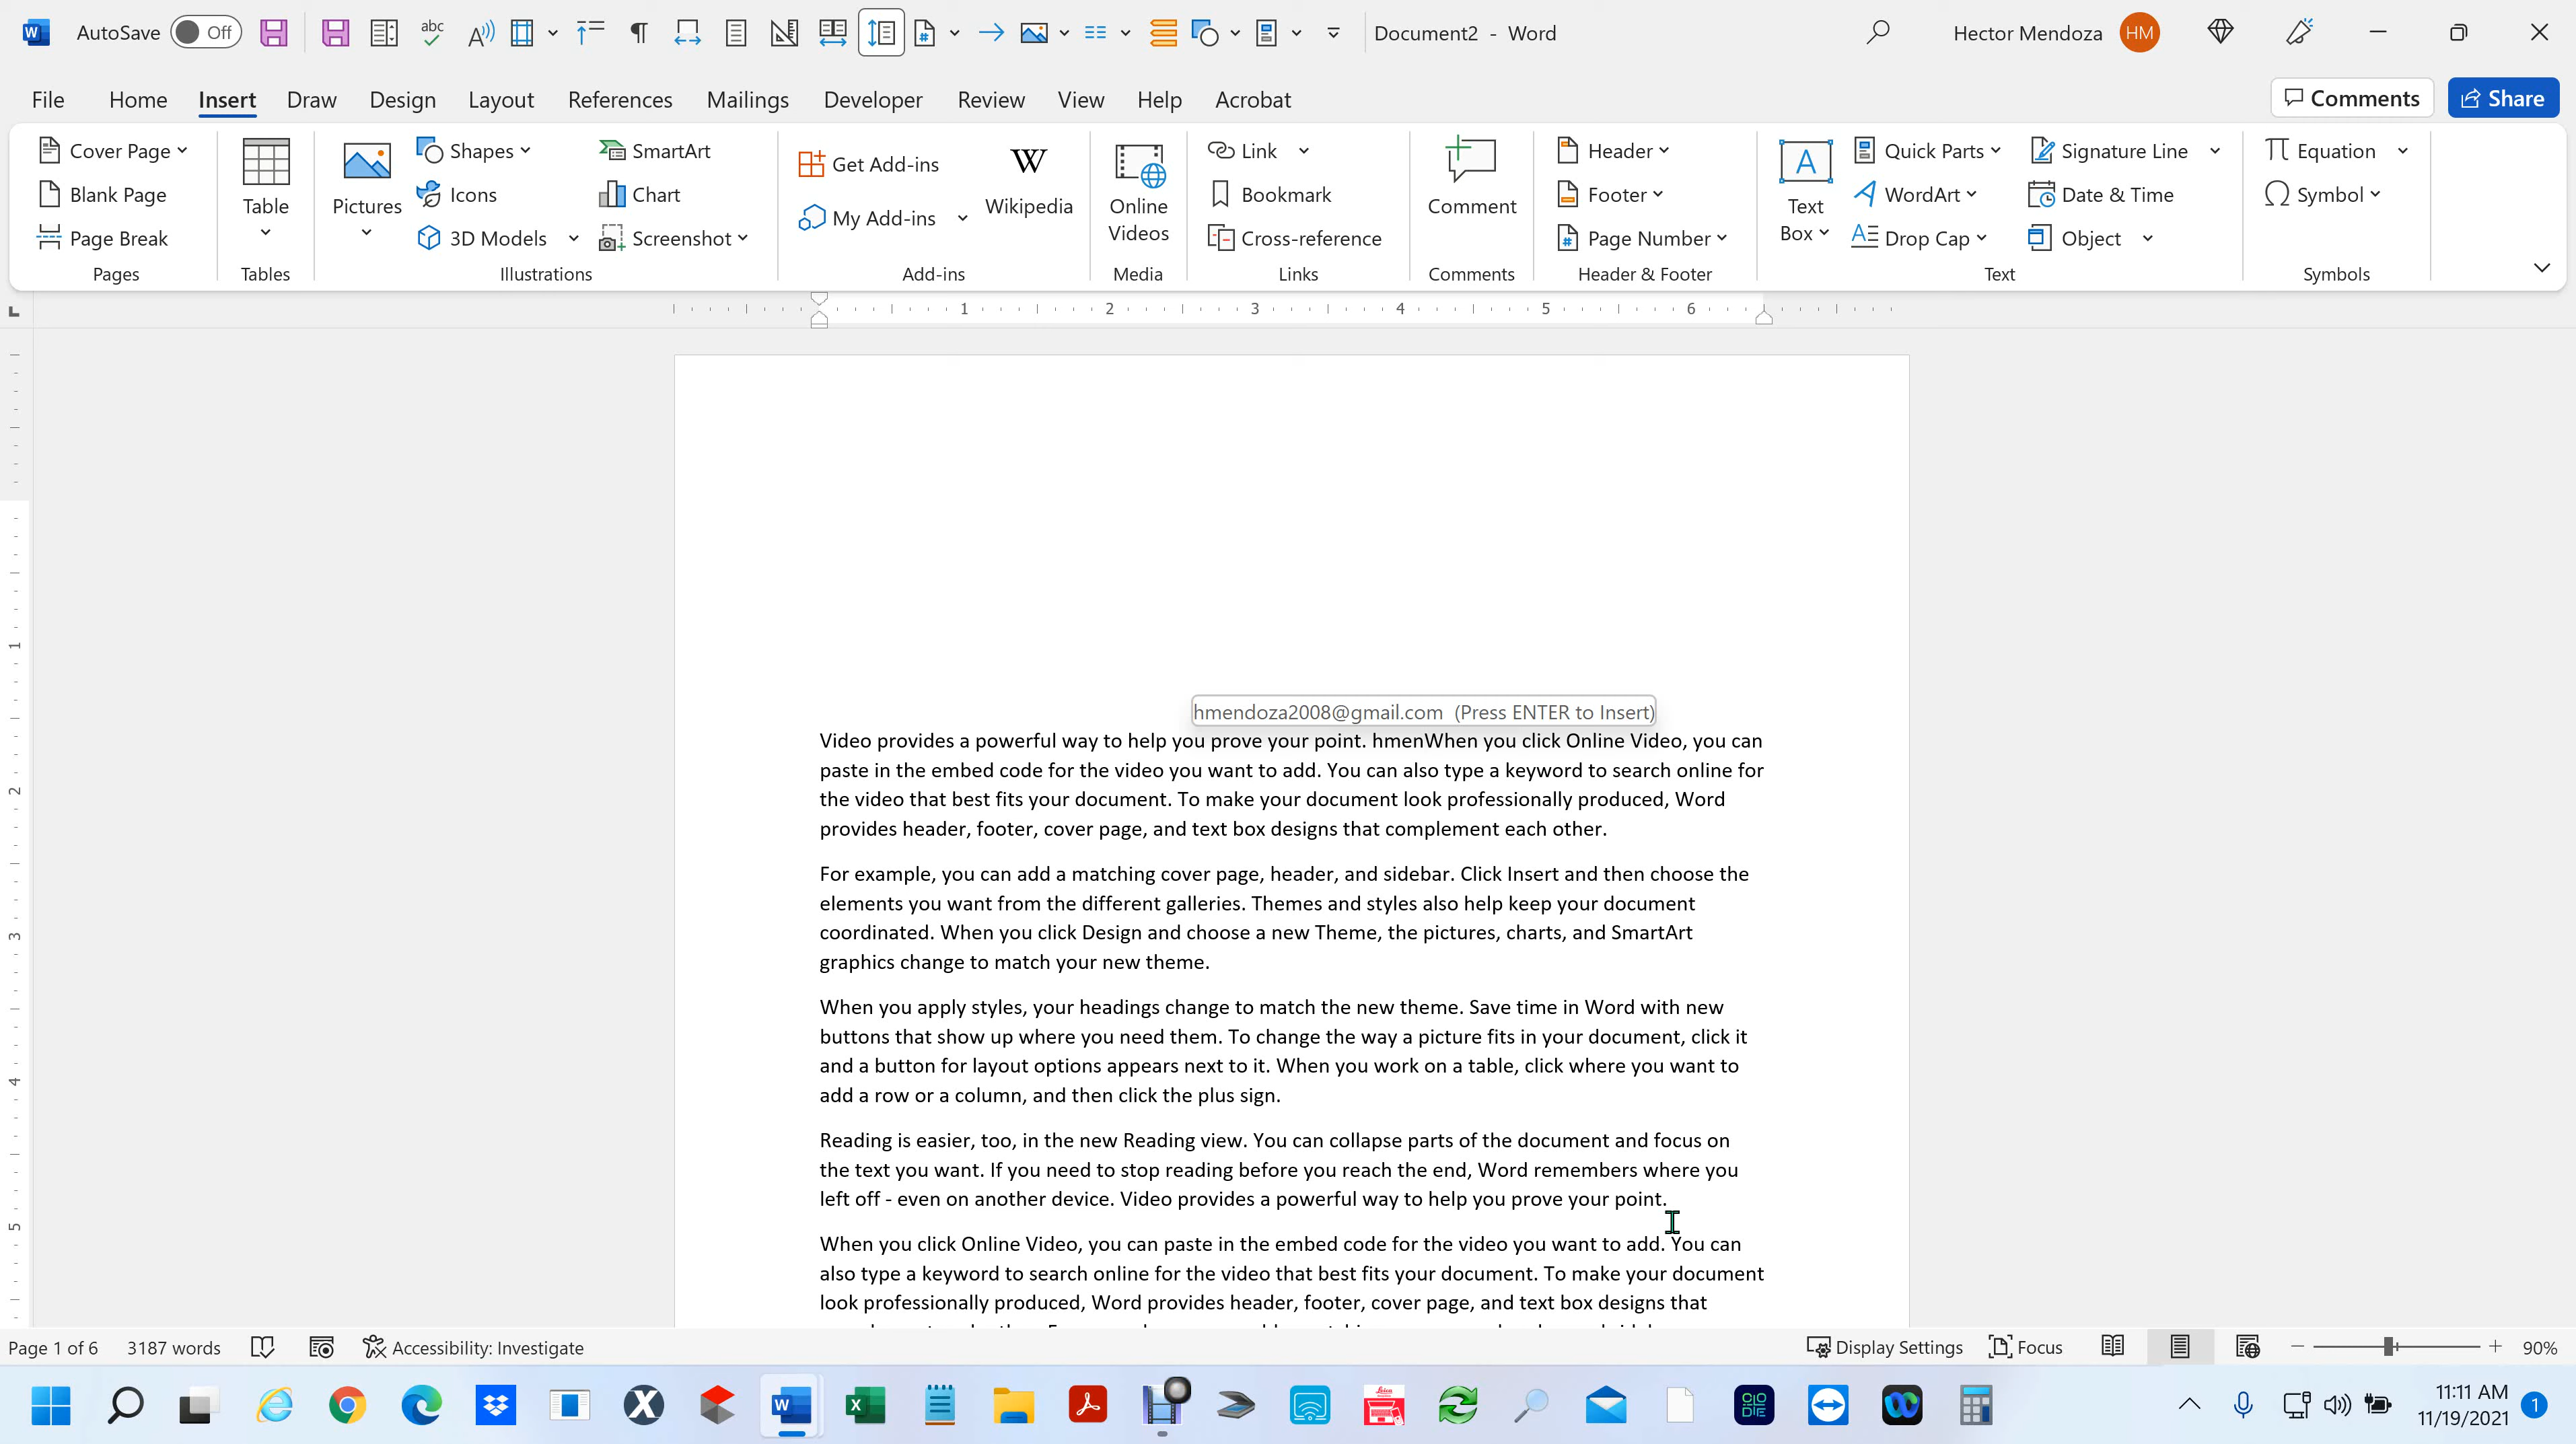 AutoSave Off abc Document2 - Word Hector Mendoza HM
File Home Insert Draw Design Layout References Mailings Developer Review View Help Acrobat Comments Share
Cover Page
Blank Page
Page Break
Pages
Table
Tables
Pictures
Shapes
Icons
3D Models
SmartArt
Chart
Screenshot
Illustrations
Get Add-ins
My Add-ins
W
Wikipedia
Add-ins
Online
Videos
Media
Link
Bookmark
Cross-reference
Links
Comment
Comments
Header
Footer
Page Number
Header & Footer
Text
Box
Quick Parts
WordArt
Drop Cap
Signature Line
Date & Time
Object
Text
Equation
Symbol
Symbols
1 2 3 4 5 6
hmendoza2008@gmail.com (Press ENTER to Insert)
Video provides a powerful way to help you prove your point. hmenWhen you click Online Video, you can
paste in the embed code for the video you want to add. You can also type a keyword to search online for
the video that best fits your document. To make your document look professionally produced, Word
provides header, footer, cover page, and text box designs that complement each other.
For example, you can add a matching cover page, header, and sidebar. Click Insert and then choose the
elements you want from the different galleries. Themes and styles also help keep your document
coordinated. When you click Design and choose a new Theme, the pictures, charts, and SmartArt
graphics change to match your new theme.
When you apply styles, your headings change to match the new theme. Save time in Word with new
buttons that show up where you need them. To change the way a picture fits in your document, click it
and a button for layout options appears next to it. When you work on a table, click where you want to
add a row or a column, and then click the plus sign.
Reading is easier, too, in the new Reading view. You can collapse parts of the document and focus on
the text you want. If you need to stop reading before you reach the end, Word remembers where you
left off - even on another device. Video provides a powerful way to help you prove your point.
When you click Online Video, you can paste in the embed code for the video you want to add. You can
also type a keyword to search online for the video that best fits your document. To make your document
look professionally produced, Word provides header, footer, cover page, and text box designs that
1
2
3
4
5
Page 1 of 6 3187 words Accessibility: Investigate Display Settings Focus 90%
11:11 AM
11/19/2021
1